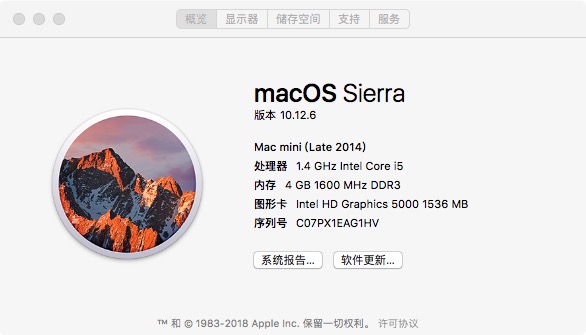 概览 显示器 储存空间 支持 服务
macOS Sierra
版本 10.12.6
Mac mini (Late 2014)
处理器 1.4 GHz Intel Core i5
内存 4 GB 1600 MHz DDR3
图形卡 Intel HD Graphics 5000 1536 MB
序列号 C07PX1EAG1HV
系统报告... 软件更新...
™ 和 © 1983-2018 Apple Inc. 保留一切权利。 许可协议